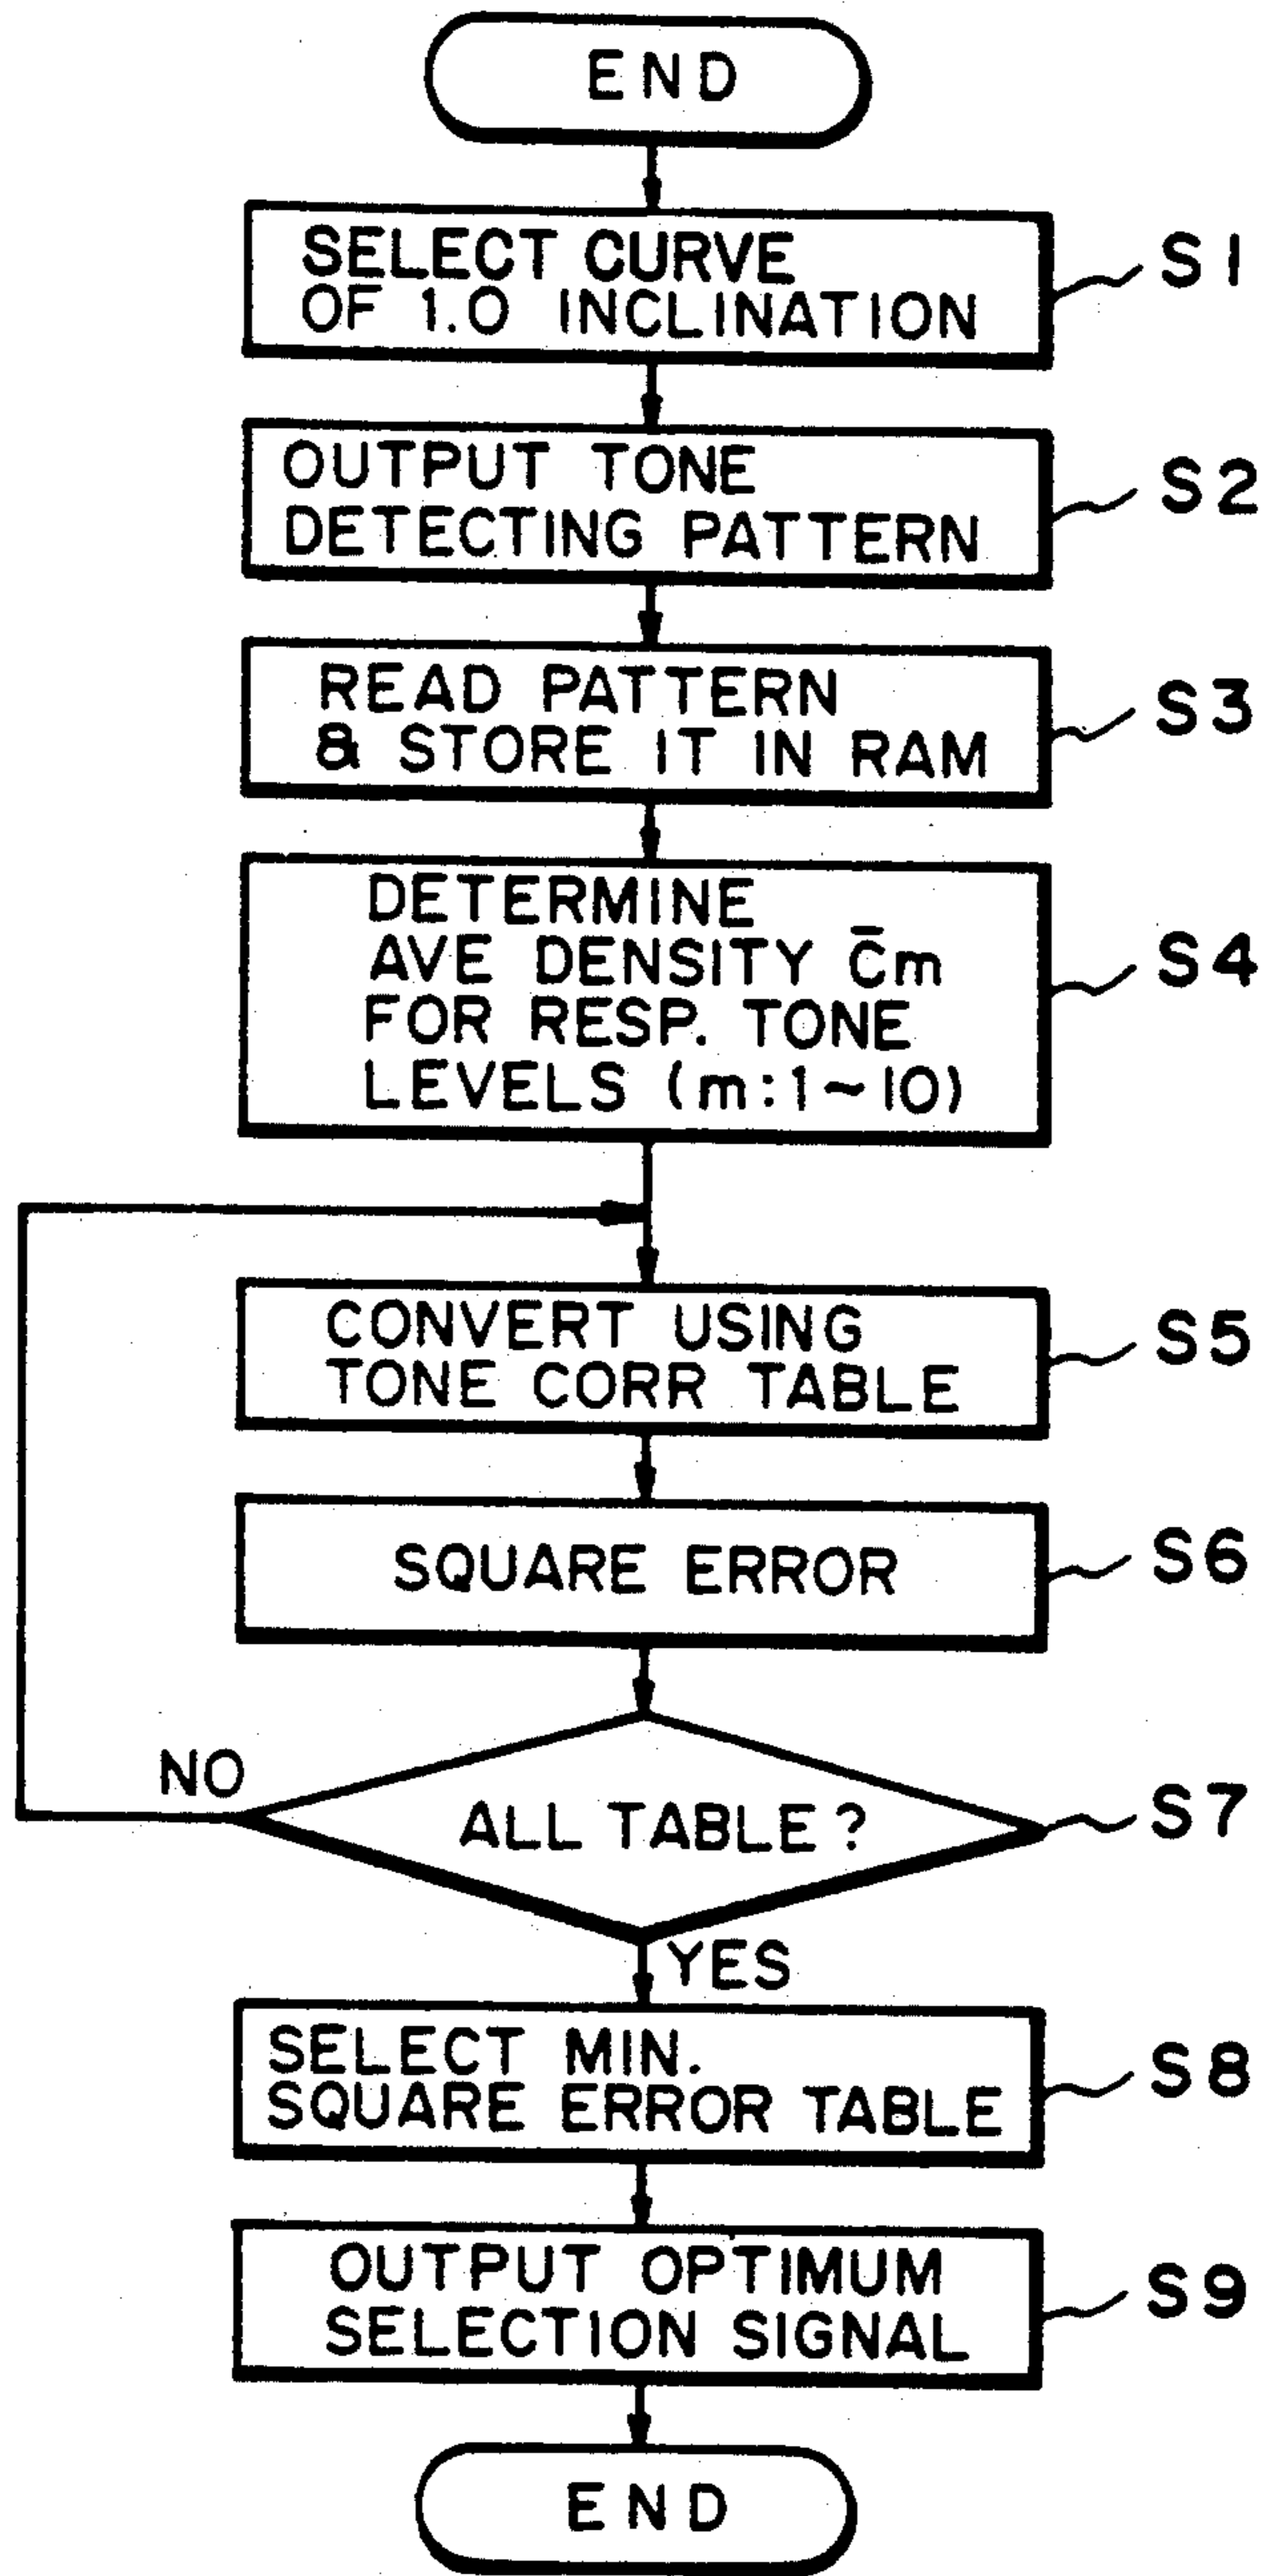 END
SELECT CURVE
OF 1.0 INCLINATION
S1
OUTPUT TONE
DETECTING PATTERN
S2
READ PATTERN
& STORE IT IN RAM
S3
DETERMINE
AVE DENSITY C̄m
FOR RESP. TONE
LEVELS (m:1~10)
S4
CONVERT USING
TONE CORR TABLE
S5
SQUARE ERROR
S6
NO
ALL TABLE?
S7
YES
SELECT MIN.
SQUARE ERROR TABLE
S8
OUTPUT OPTIMUM
SELECTION SIGNAL
S9
END